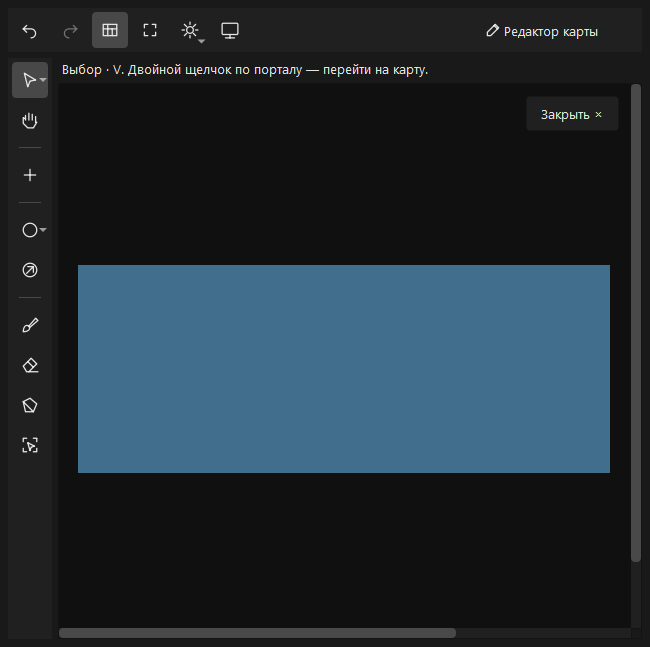 Редактор карты
Выбор · V. Двойной щелчок по порталу — перейти на карту.
Закрыть ×